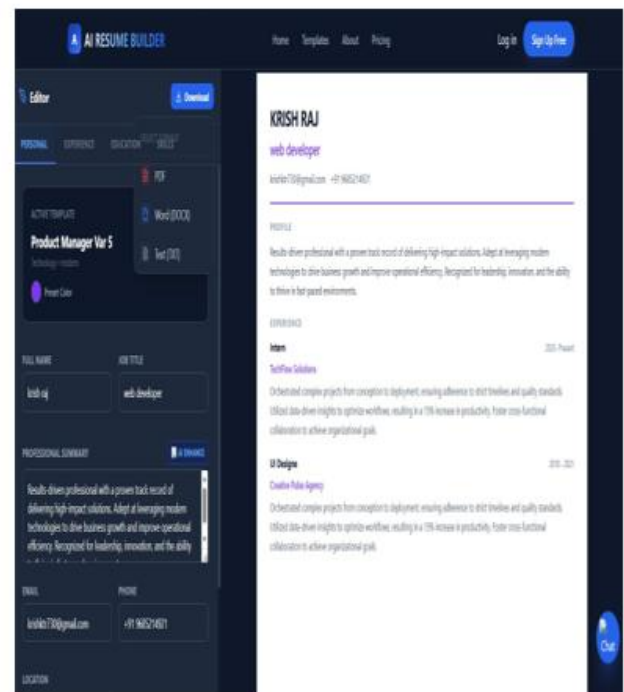 A AI RESUME BUILDER
Home Templates About Pricing
Log in Sign Up Free
Editor
Download
PERSONAL EXPERIENCE EDUCATION SKILLS
PDF
Word (DOCX)
Text (TXT)
ACTIVE TEMPLATE
Product Manager Var 5
Technology • modern
Preset Color
FULL NAME JOB TITLE
krish raj web developer
PROFESSIONAL SUMMARY AI ENHANCE
Results-driven professional with a proven track record of
delivering high-impact solutions. Adept at leveraging modern
technologies to drive business growth and improve operational
efficiency. Recognized for leadership, innovation, and the ability
EMAIL PHONE
LOCATION
KRISH RAJ
web developer
PROFILE
Results-driven professional with a proven track record of delivering high-impact solutions. Adept at leveraging modern
technologies to drive business growth and improve operational efficiency. Recognized for leadership, innovation, and the ability
to thrive in fast-paced environments.
EXPERIENCE
Intern
TechFlow Solutions
Orchestrated complex projects from conception to deployment, ensuring adherence to strict timelines and quality standards.
Utilized data-driven insights to optimize workflows, resulting in a 15% increase in productivity. Foster cross-functional
collaboration to achieve organizational goals.
UI Designe
Creative Pulse Agency
Orchestrated complex projects from conception to deployment, ensuring adherence to strict timelines and quality standards.
Utilized data-driven insights to optimize workflows, resulting in a 15% increase in productivity. Foster cross-functional
collaboration to achieve organizational goals.
Chat